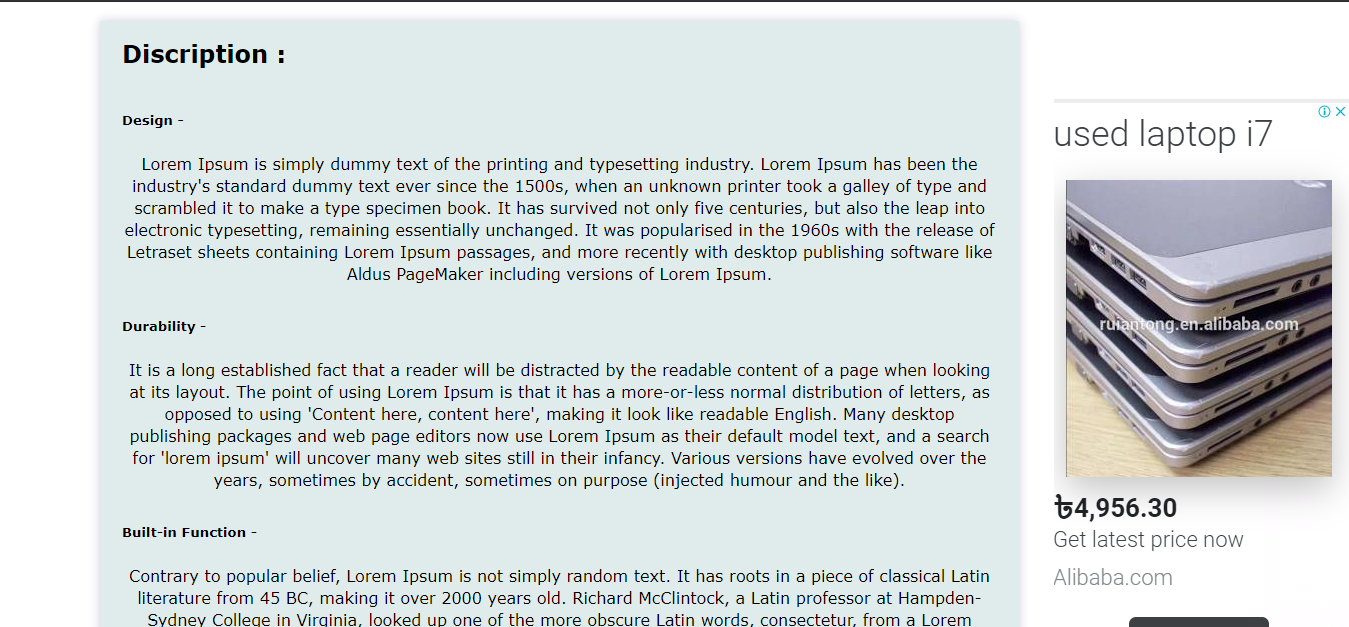 Discription :
Design -
Lorem Ipsum is simply dummy text of the printing and typesetting industry. Lorem Ipsum has been the
industry's standard dummy text ever since the 1500s, when an unknown printer took a galley of type and
scrambled it to make a type specimen book. It has survived not only five centuries, but also the leap into
electronic typesetting, remaining essentially unchanged. It was popularised in the 1960s with the release of
Letraset sheets containing Lorem Ipsum passages, and more recently with desktop publishing software like
Aldus PageMaker including versions of Lorem Ipsum.
Durability -
It is a long established fact that a reader will be distracted by the readable content of a page when looking
at its layout. The point of using Lorem Ipsum is that it has a more-or-less normal distribution of letters, as
opposed to using 'Content here, content here', making it look like readable English. Many desktop
publishing packages and web page editors now use Lorem Ipsum as their default model text, and a search
for 'lorem ipsum' will uncover many web sites still in their infancy. Various versions have evolved over the
years, sometimes by accident, sometimes on purpose (injected humour and the like).
Built-in Function -
Contrary to popular belief, Lorem Ipsum is not simply random text. It has roots in a piece of classical Latin
literature from 45 BC, making it over 2000 years old. Richard McClintock, a Latin professor at Hampden-
Sydney College in Virginia, looked up one of the more obscure Latin words, consectetur, from a Lorem
used laptop i7
ruiantong.en.alibaba.com
৳4,956.30
Get latest price now
Alibaba.com